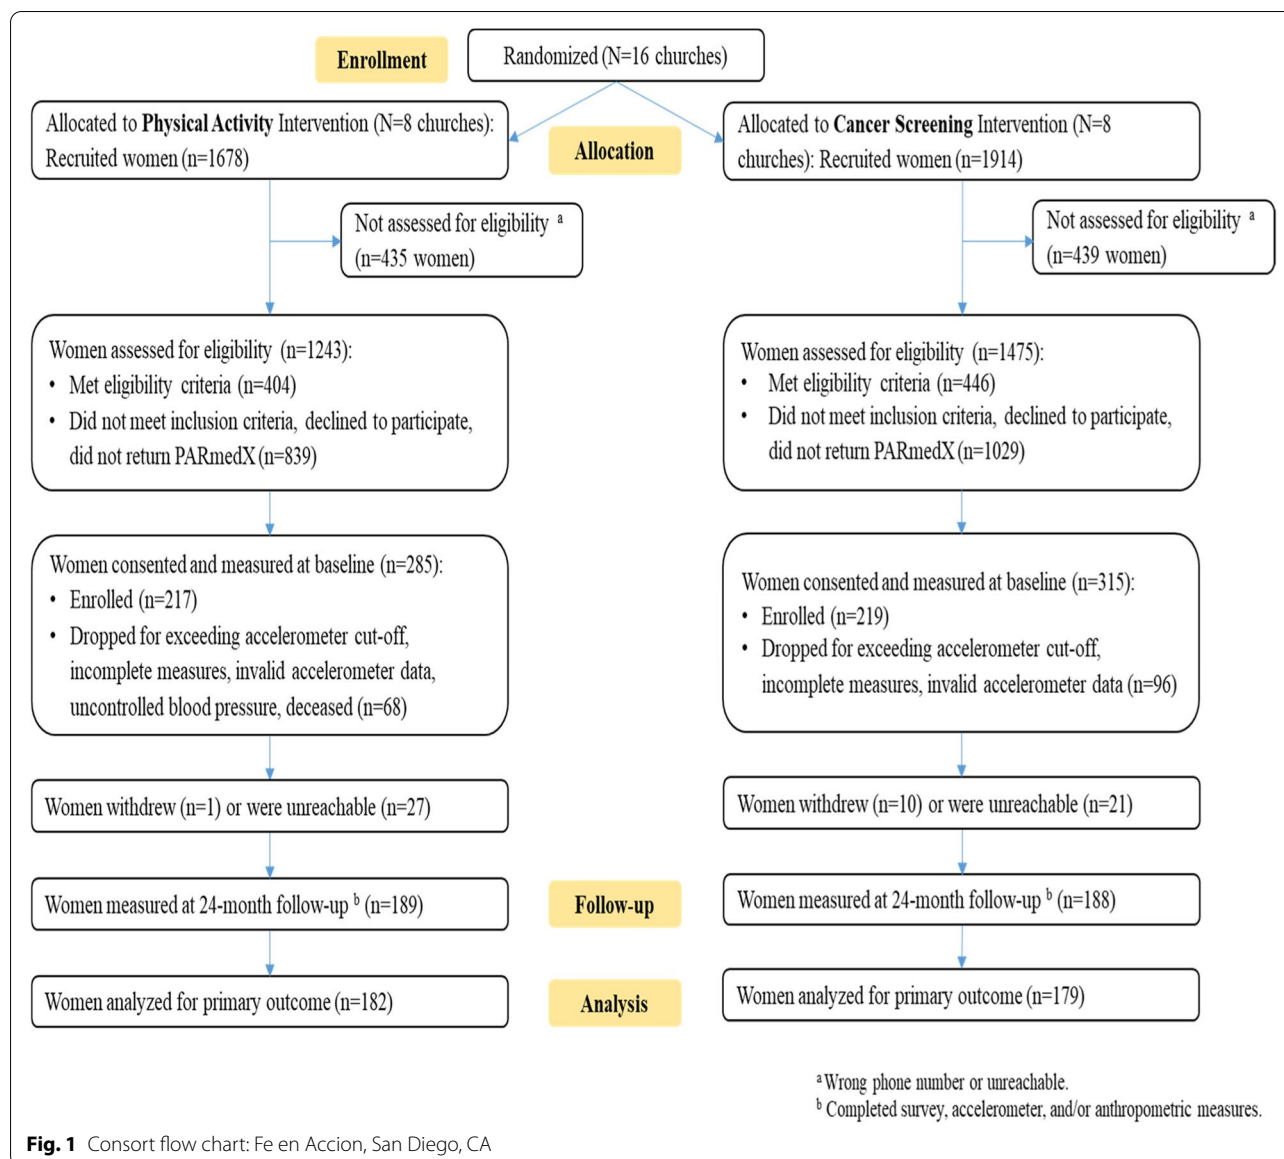 Enrollment
Randomized (N=16 churches)
Allocated to Physical Activity Intervention (N=8 churches):
Recruited women (n=1678)
Allocation
Allocated to Cancer Screening Intervention (N=8
churches): Recruited women (n=1914)
Not assessed for eligibility a
(n=435 women)
Not assessed for eligibility a
(n=439 women)
Women assessed for eligibility (n=1243):
• Met eligibility criteria (n=404)
• Did not meet inclusion criteria, declined to participate,
did not return PARmedX (n=839)
Women assessed for eligibility (n=1475):
• Met eligibility criteria (n=446)
• Did not meet inclusion criteria, declined to participate,
did not return PARmedX (n=1029)
Women consented and measured at baseline (n=285):
• Enrolled (n=217)
• Dropped for exceeding accelerometer cut-off,
incomplete measures, invalid accelerometer data,
uncontrolled blood pressure, deceased (n=68)
Women consented and measured at baseline (n=315):
• Enrolled (n=219)
• Dropped for exceeding accelerometer cut-off,
incomplete measures, invalid accelerometer data (n=96)
Women withdrew (n=1) or were unreachable (n=27)
Women withdrew (n=10) or were unreachable (n=21)
Women measured at 24-month follow-up b (n=189)
Follow-up
Women measured at 24-month follow-up b (n=188)
Women analyzed for primary outcome (n=182)
Analysis
Women analyzed for primary outcome (n=179)
a Wrong phone number or unreachable.
b Completed survey, accelerometer, and/or anthropometric measures.
Fig. 1 Consort flow chart: Fe en Accion, San Diego, CA